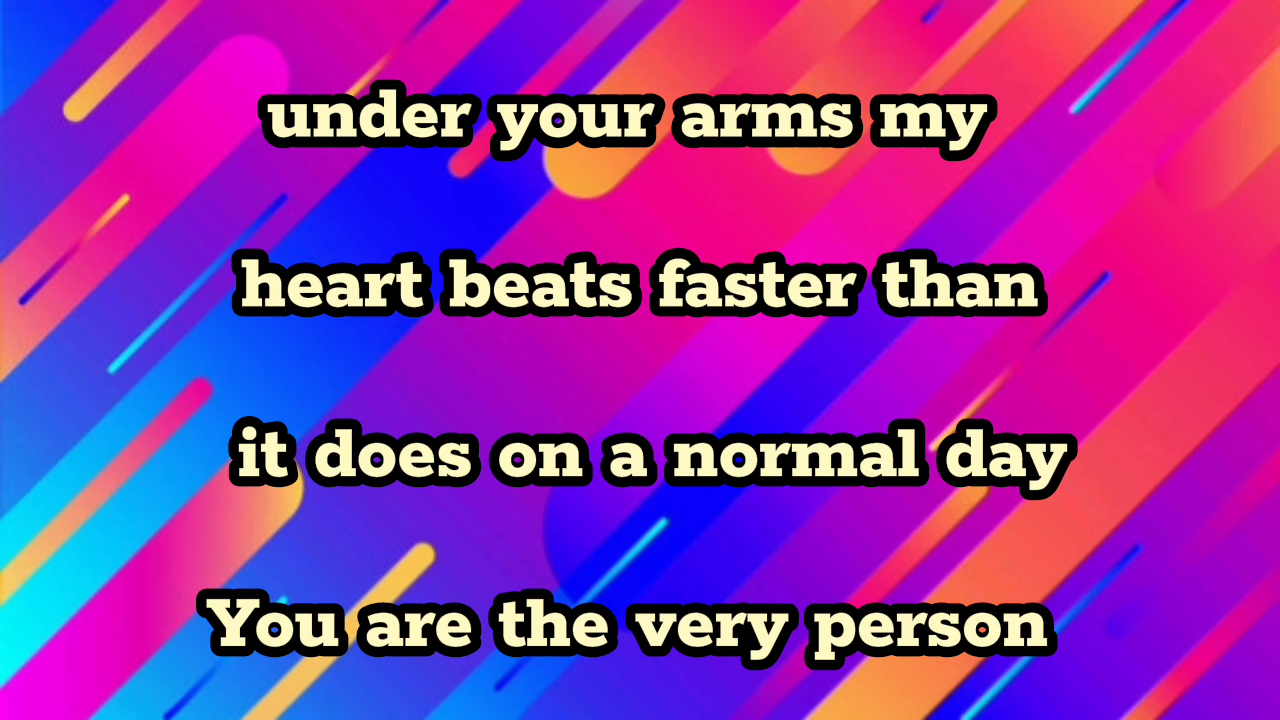 under your arms my
heart beats faster than
it does on a normal day
You are the very person